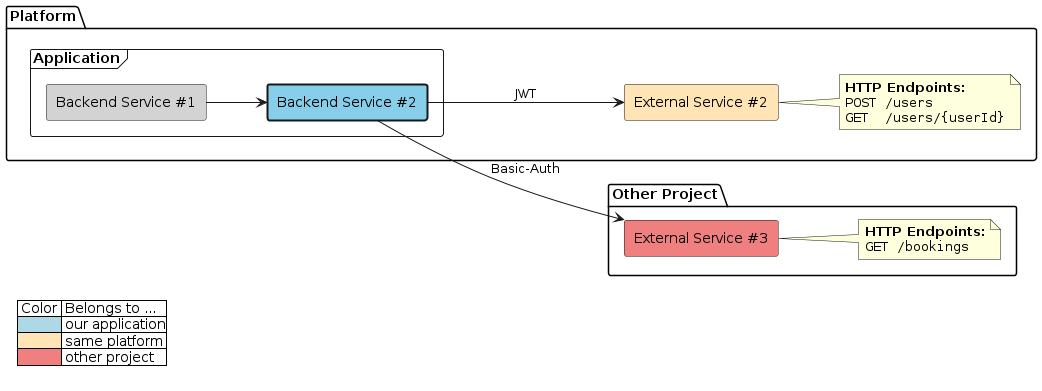 Platform
Application
Backend Service #1
Backend Service #2
JWT
External Service #2
HTTP Endpoints:
POST /users
GET  /users/{userId}
Basic-Auth
Other Project
External Service #3
HTTP Endpoints:
GET /bookings
Color Belongs to ...
our application
same platform
other project